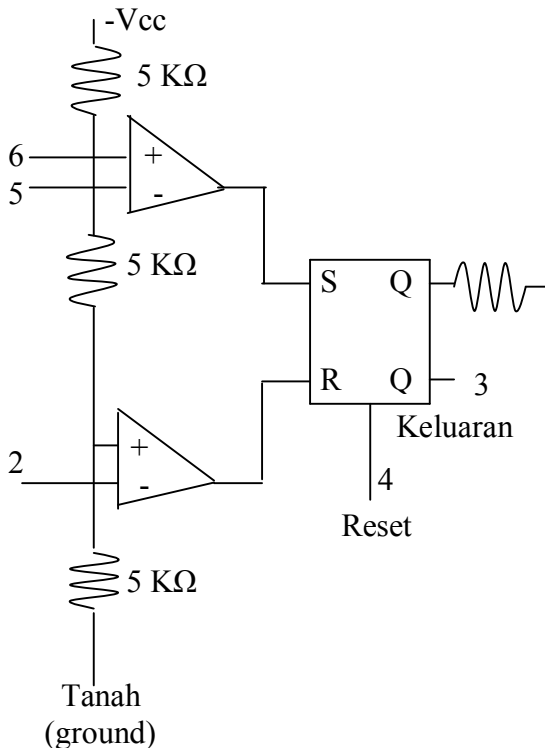 -Vcc
5 KΩ
6
+
5
-
5 KΩ
S Q
R Q
3
Keluaran
2
+
-
4
Reset
5 KΩ
Tanah
(ground)